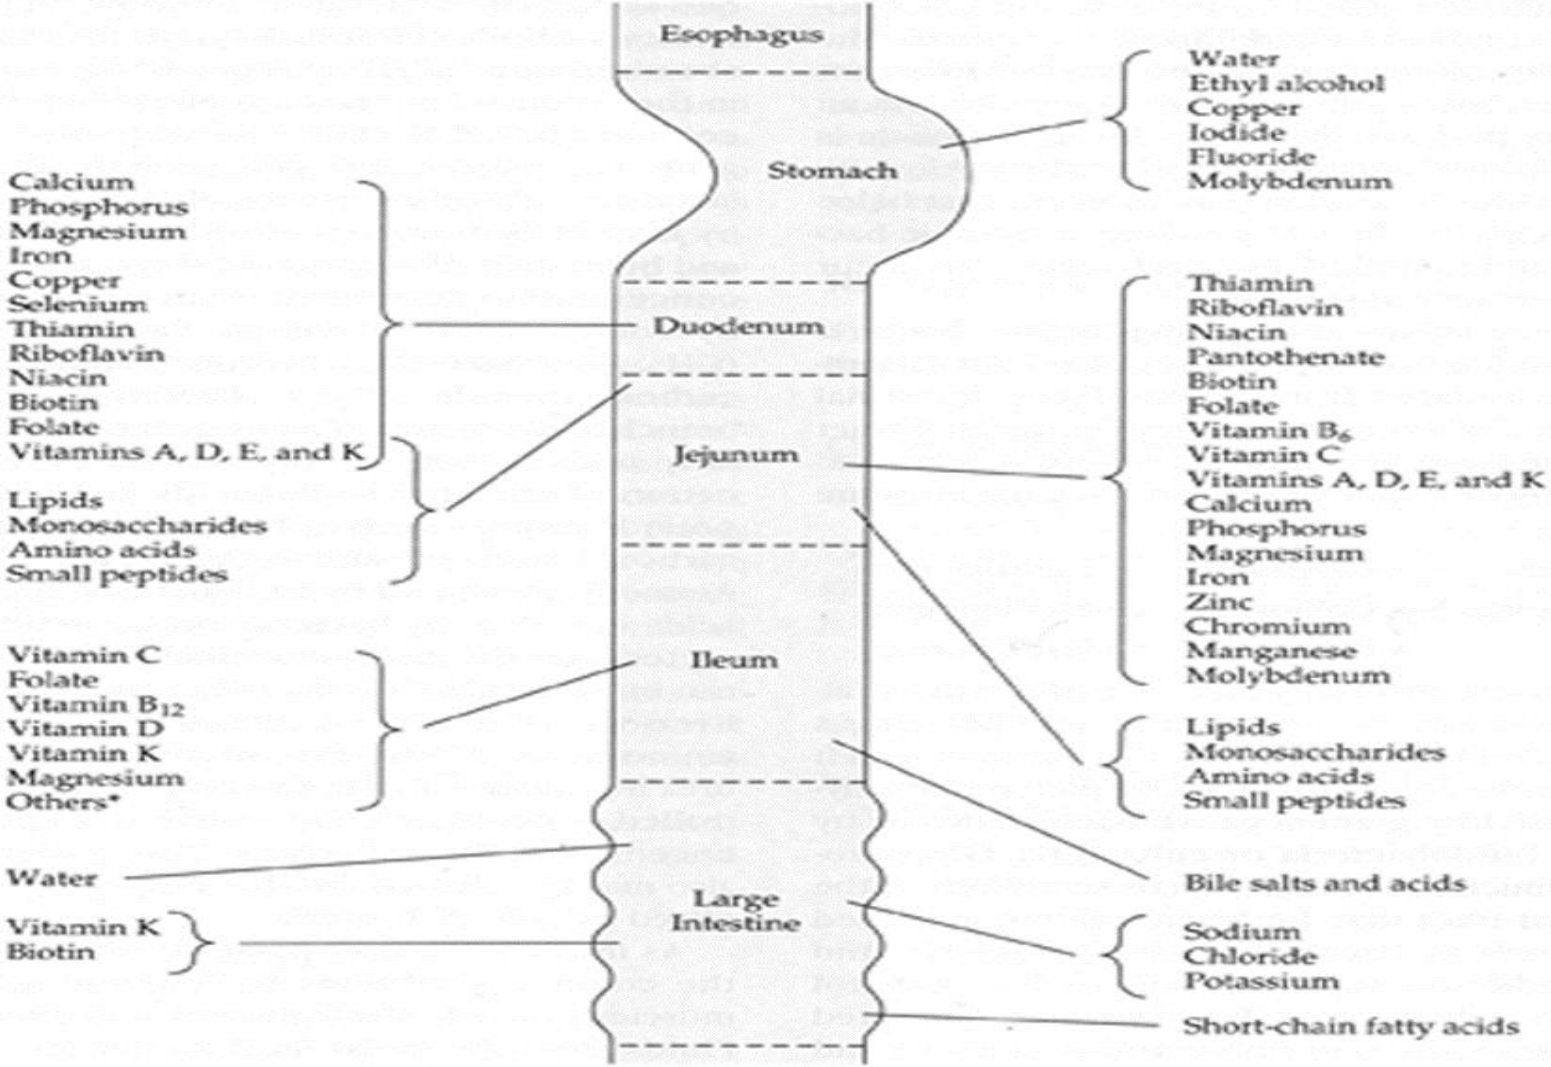 Esophagus
Stomach
Duodenum
Jejunum
Ileum
Large
Intestine
Calcium
Phosphorus
Magnesium
Iron
Copper
Selenium
Thiamin
Riboflavin
Niacin
Biotin
Folate
Vitamins A, D, E, and K
Lipids
Monosaccharides
Amino acids
Small peptides
Vitamin C
Folate
Vitamin B12
Vitamin D
Vitamin K
Magnesium
Others*
Water
Vitamin K
Biotin
Water
Ethyl alcohol
Copper
Iodide
Fluoride
Molybdenum
Thiamin
Riboflavin
Niacin
Pantothenate
Biotin
Folate
Vitamin B6
Vitamin C
Vitamins A, D, E, and K
Calcium
Phosphorus
Magnesium
Iron
Zinc
Chromium
Manganese
Molybdenum
Lipids
Monosaccharides
Amino acids
Small peptides
Bile salts and acids
Sodium
Chloride
Potassium
Short-chain fatty acids